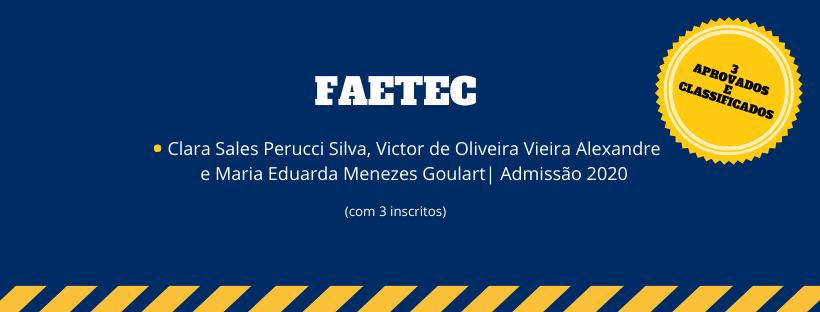 FAETEC
3
APROVADOS
E
CLASSIFICADOS
• Clara Sales Perucci Silva, Victor de Oliveira Vieira Alexandre
e Maria Eduarda Menezes Goulart| Admissão 2020
(com 3 inscritos)